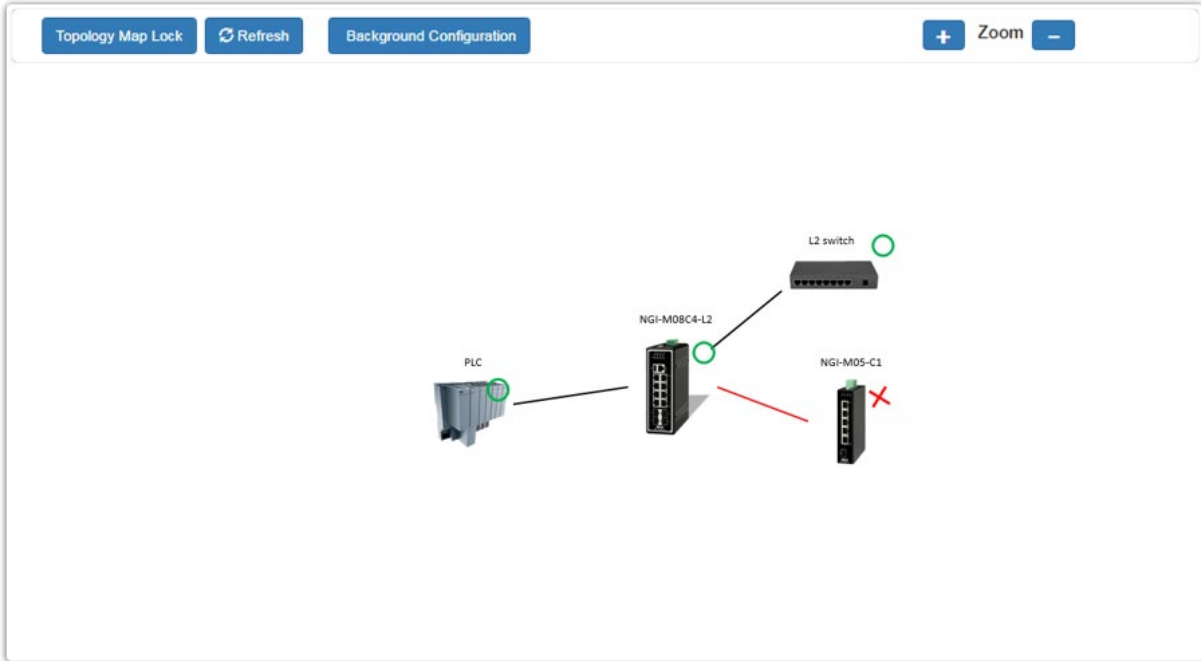 Topology Map Lock
Refresh
Background Configuration
+ Zoom −
L2 switch
NGI-M08C4-L2
PLC
NGI-M05-C1